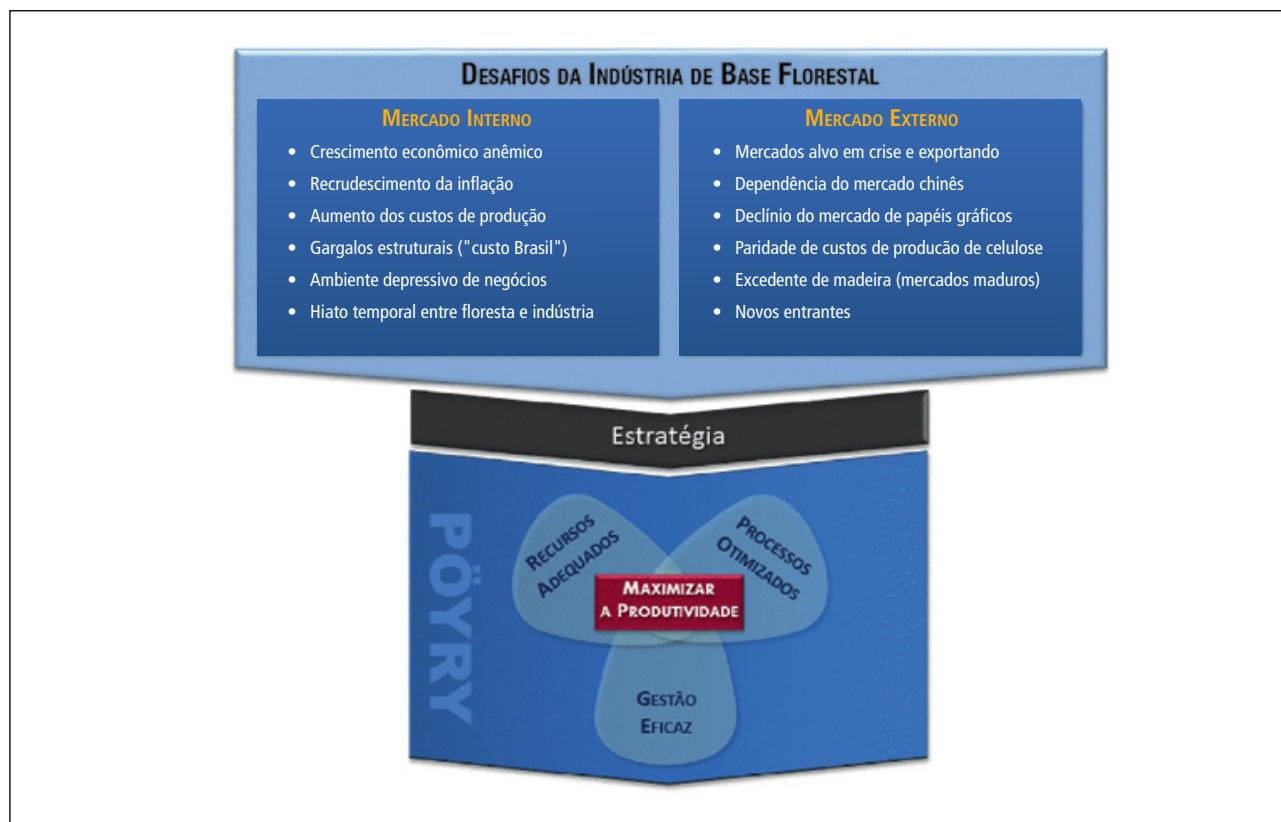 DESAFIOS DA INDÚSTRIA DE BASE FLORESTAL
MERCADO INTERNO
• Crescimento econômico anêmico
• Recrudescimento da inflação
• Aumento dos custos de produção
• Gargalos estruturais ("custo Brasil")
• Ambiente depressivo de negócios
• Hiato temporal entre floresta e indústria
MERCADO EXTERNO
• Mercados alvo em crise e exportando
• Dependência do mercado chinês
• Declínio do mercado de papéis gráficos
• Paridade de custos de producão de celulose
• Excedente de madeira (mercados maduros)
• Novos entrantes
Estratégia
PÖYRY
RECURSOS
ADEQUADOS
PROCESSOS
OTIMIZADOS
MAXIMIZAR
A PRODUTIVIDADE
GESTÃO
EFICAZ